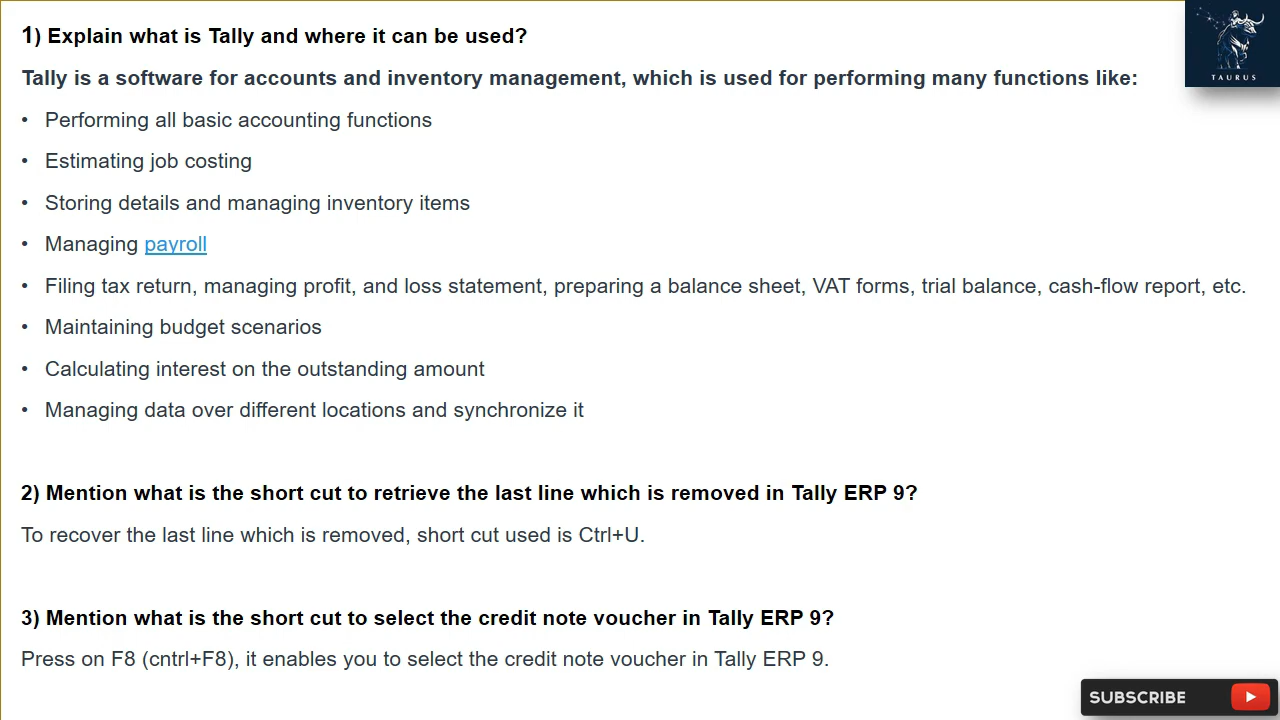 1) Explain what is Tally and where it can be used?
TAURUS
Tally is a software for accounts and inventory management, which is used for performing many functions like:
• Performing all basic accounting functions
• Estimating job costing
• Storing details and managing inventory items
• Managing payroll
• Filing tax return, managing profit, and loss statement, preparing a balance sheet, VAT forms, trial balance, cash-flow report, etc.
• Maintaining budget scenarios
• Calculating interest on the outstanding amount
• Managing data over different locations and synchronize it
2) Mention what is the short cut to retrieve the last line which is removed in Tally ERP 9?
To recover the last line which is removed, short cut used is Ctrl+U.
3) Mention what is the short cut to select the credit note voucher in Tally ERP 9?
Press on F8 (cntrl+F8), it enables you to select the credit note voucher in Tally ERP 9.
SUBSCRIBE